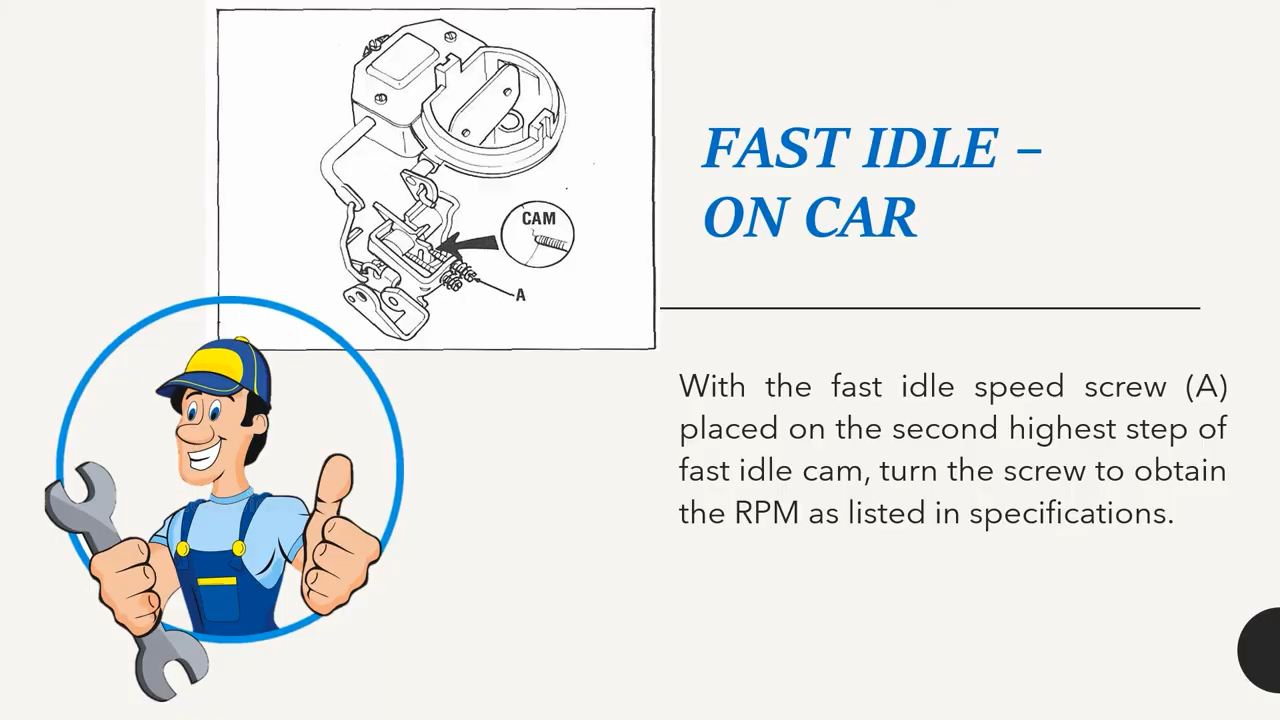 CAM
A
FAST IDLE –
ON CAR
With the fast idle speed screw (A)
placed on the second highest step of
fast idle cam, turn the screw to obtain
the RPM as listed in specifications.